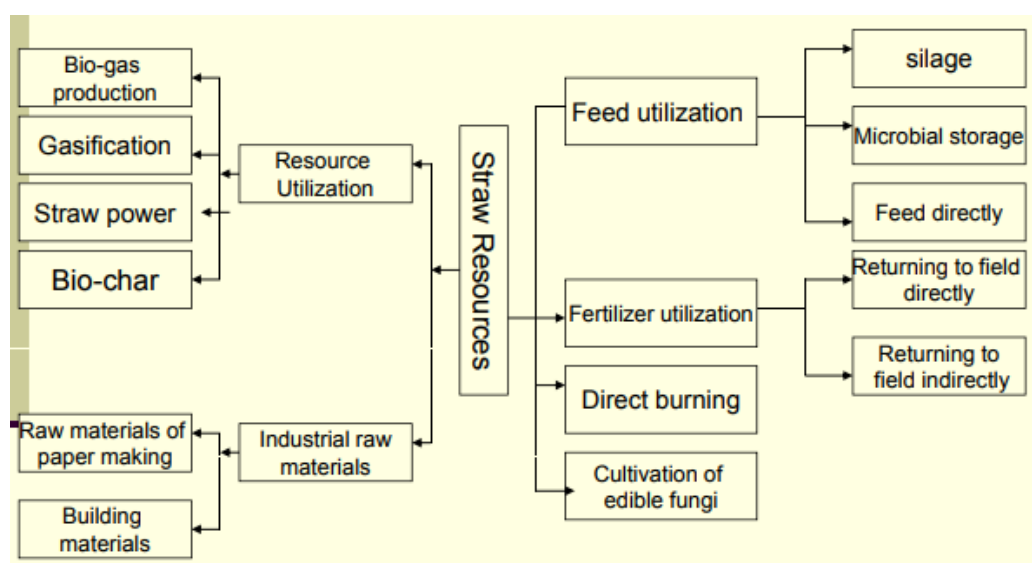 Bio-gas
production
Gasification
Straw power
Bio-char
Resource
Utilization
Raw materials of
paper making
Building
materials
Industrial raw
materials
Straw Resources
Feed utilization
silage
Microbial storage
Feed directly
Fertilizer utilization
Returning to field
directly
Returning to
field indirectly
Direct burning
Cultivation of
edible fungi